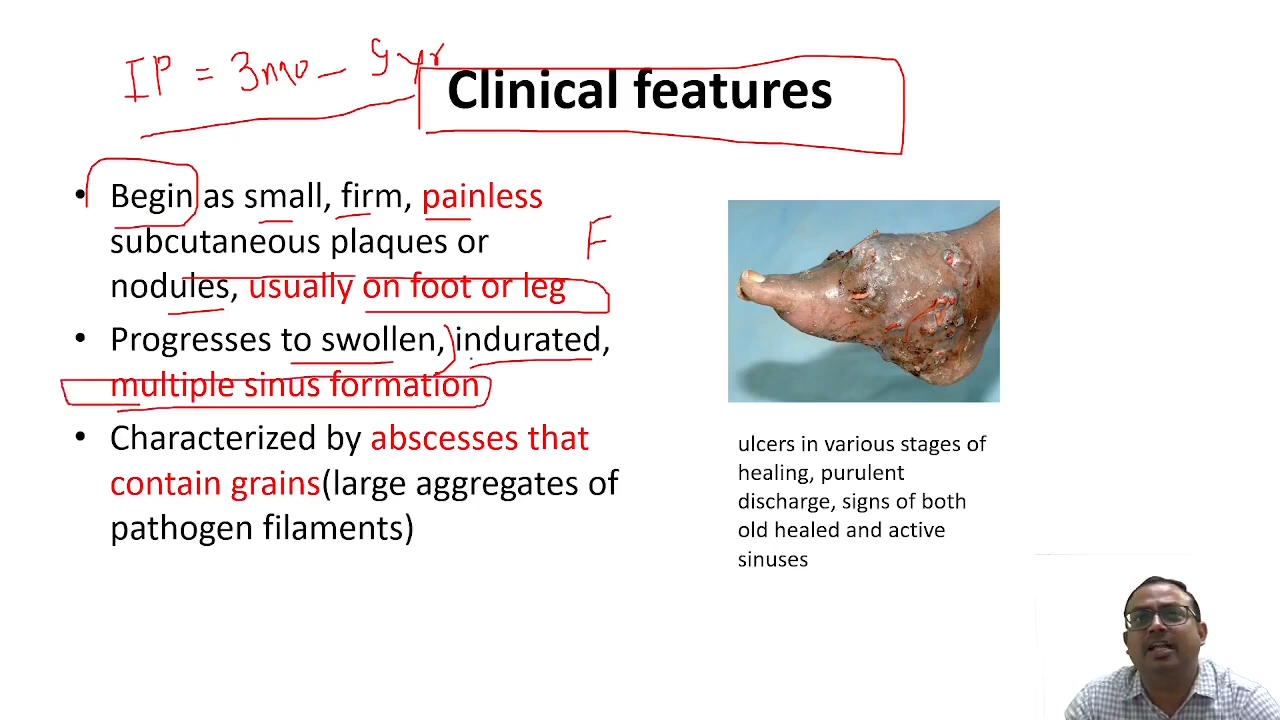 IP = 3mo - 9 yr
Clinical features
• Begin as small, firm, painless
subcutaneous plaques or
nodules, usually on foot or leg
F
• Progresses to swollen, indurated,
multiple sinus formation
• Characterized by abscesses that
contain grains(large aggregates of
pathogen filaments)
ulcers in various stages of
healing, purulent
discharge, signs of both
old healed and active
sinuses